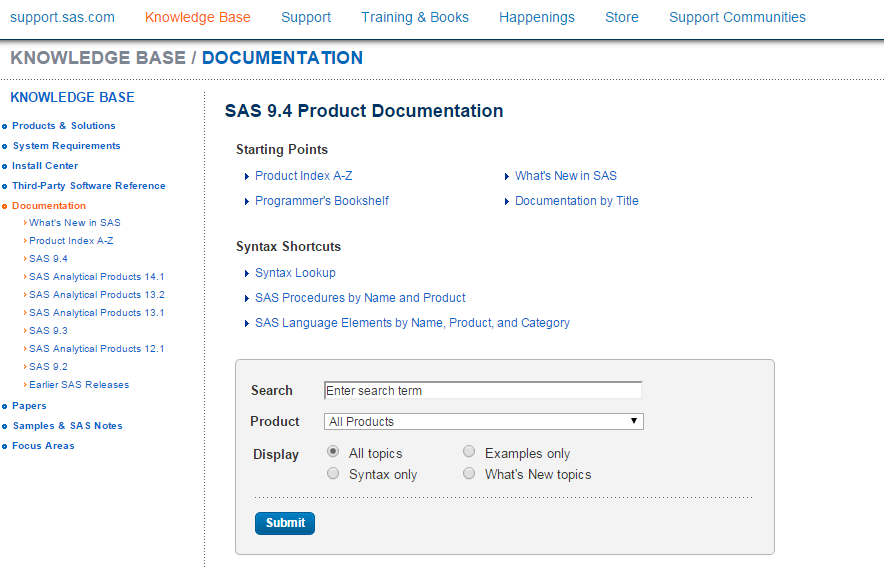 support.sas.com Knowledge Base Support Training & Books Happenings Store Support Communities
KNOWLEDGE BASE / DOCUMENTATION
KNOWLEDGE BASE
Products & Solutions
System Requirements
Install Center
Third-Party Software Reference
Documentation
What's New in SAS
Product Index A-Z
SAS 9.4
SAS Analytical Products 14.1
SAS Analytical Products 13.2
SAS Analytical Products 13.1
SAS 9.3
SAS Analytical Products 12.1
SAS 9.2
Earlier SAS Releases
Papers
Samples & SAS Notes
Focus Areas
SAS 9.4 Product Documentation
Starting Points
Product Index A-Z What's New in SAS
Programmer's Bookshelf Documentation by Title
Syntax Shortcuts
Syntax Lookup
SAS Procedures by Name and Product
SAS Language Elements by Name, Product, and Category
Search Enter search term
Product All Products
Display All topics Examples only
Syntax only What's New topics
Submit